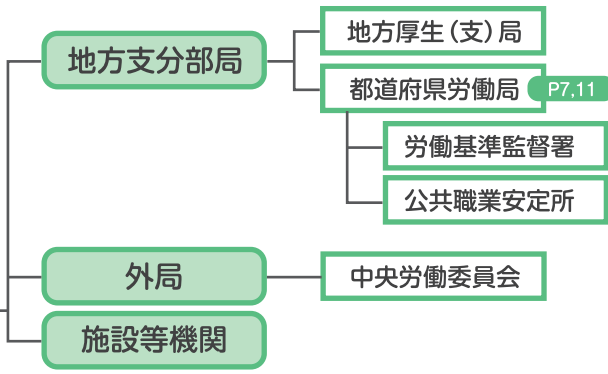 地方支分部局
地方厚生（支）局
都道府県労働局
P7,11
労働基準監督署
公共職業安定所
外局
中央労働委員会
施設等機関